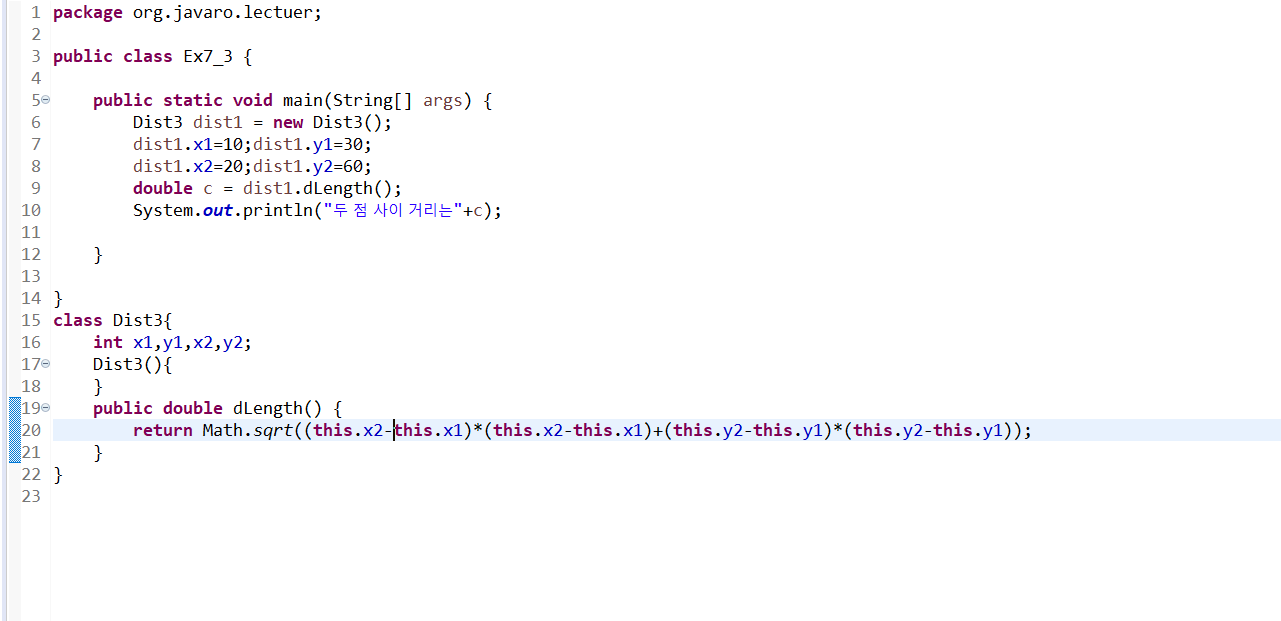 1 package org.javaro.lectuer;
2
3 public class Ex7_3 {
4
5 public static void main(String[] args) {
6 Dist3 dist1 = new Dist3();
7 dist1.x1=10;dist1.y1=30;
8 dist1.x2=20;dist1.y2=60;
9 double c = dist1.dLength();
10 System.out.println("두 점 사이 거리는"+c);
11
12 }
13
14 }
15 class Dist3{
16 int x1,y1,x2,y2;
17 Dist3(){
18 }
19 public double dLength() {
20 return Math.sqrt((this.x2-this.x1)*(this.x2-this.x1)+(this.y2-this.y1)*(this.y2-this.y1));
21 }
22 }
23